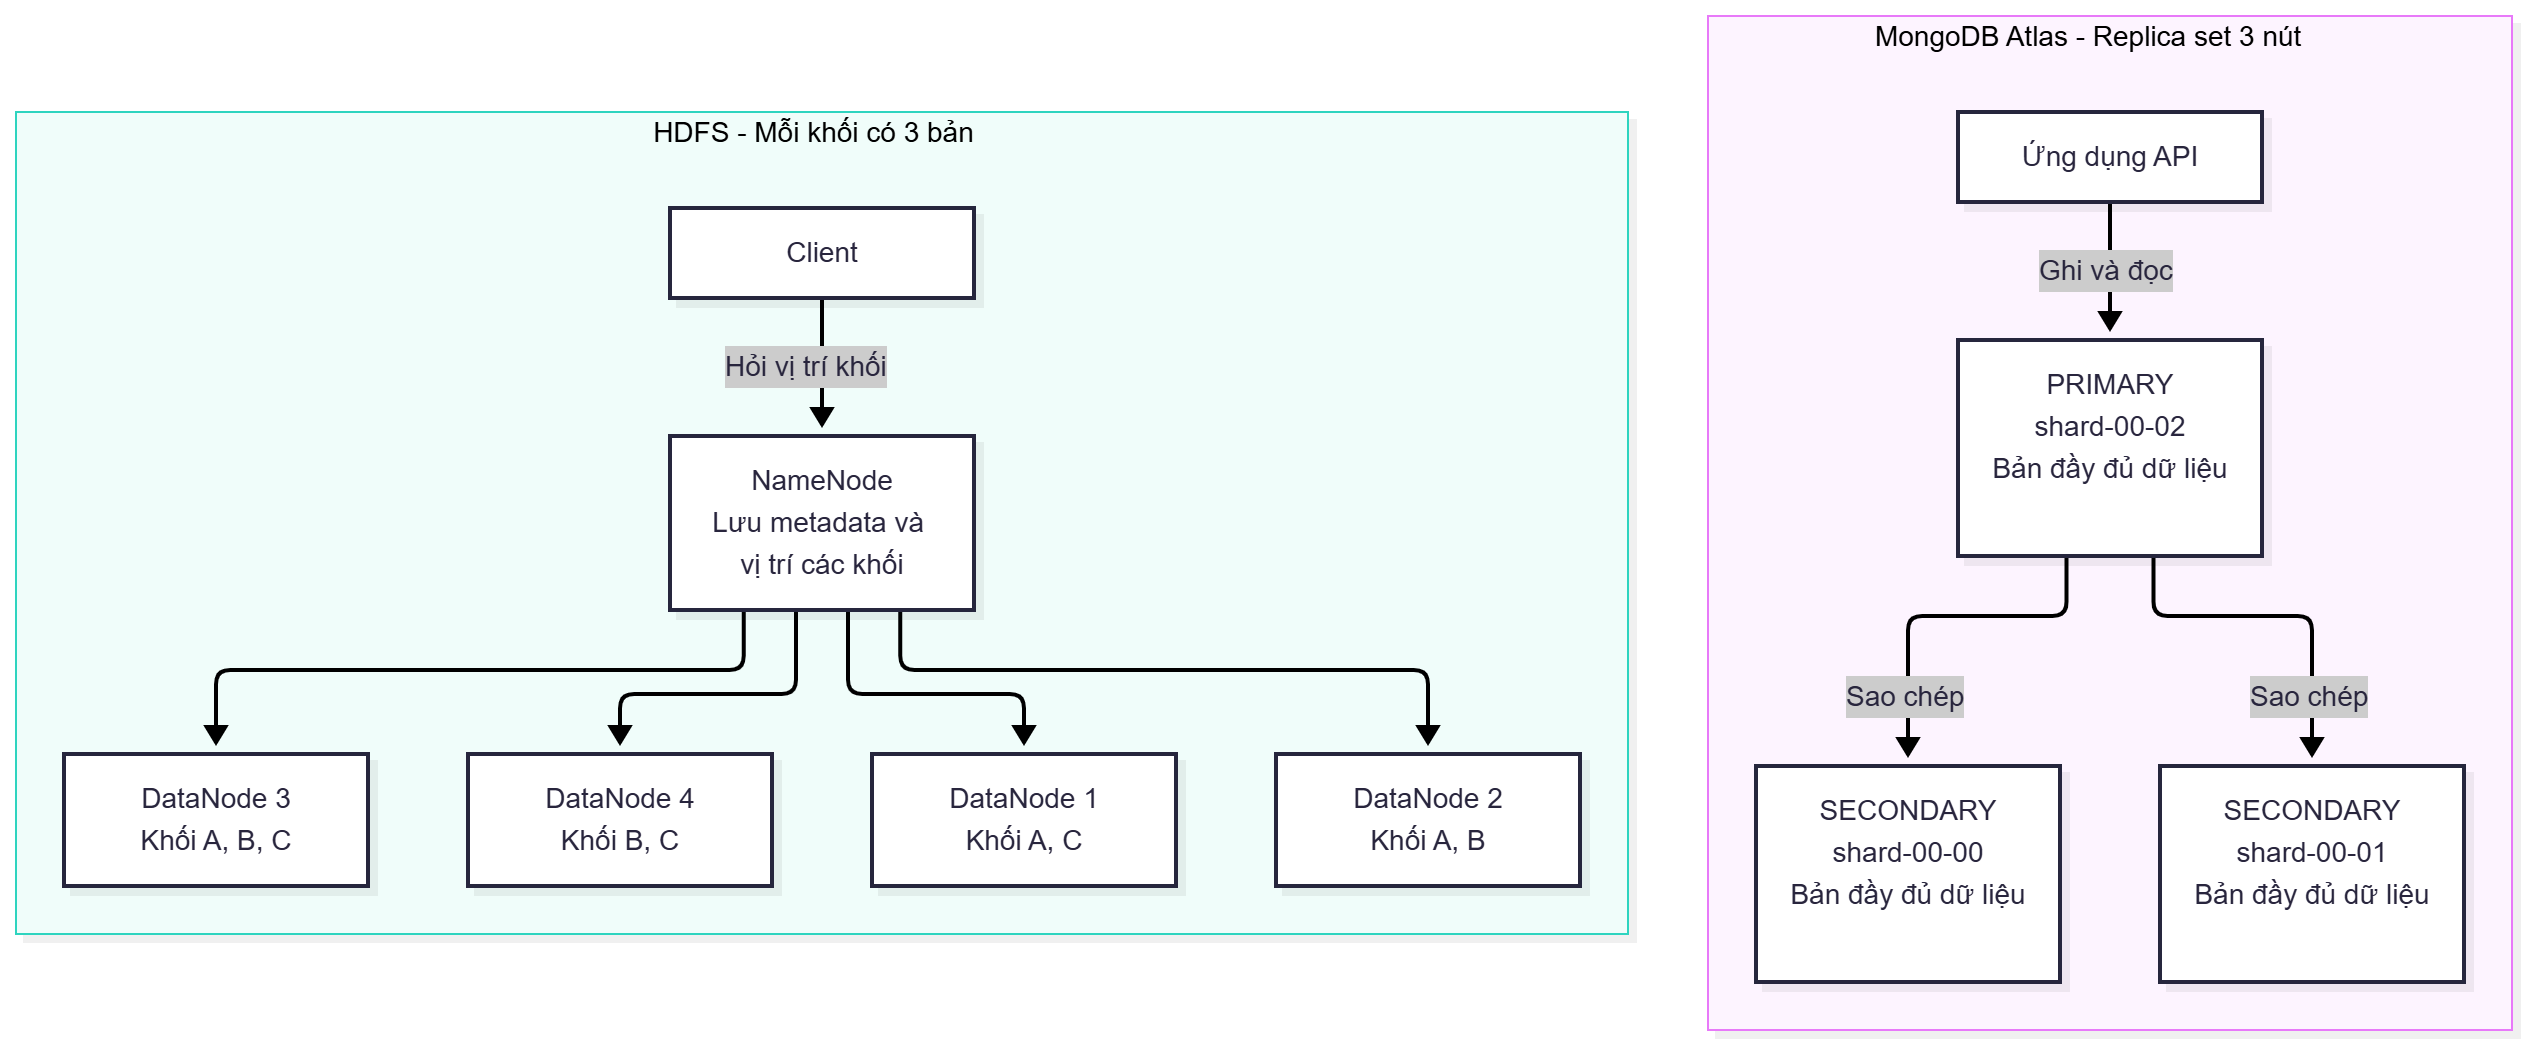 HDFS - Mỗi khối có 3 bản
Client
Hỏi vị trí khối
NameNode
Lưu metadata và
vị trí các khối
DataNode 3
Khối A, B, C
DataNode 4
Khối B, C
DataNode 1
Khối A, C
DataNode 2
Khối A, B
MongoDB Atlas - Replica set 3 nút
Ứng dụng API
Ghi và đọc
PRIMARY
shard-00-02
Bản đầy đủ dữ liệu
Sao chép
Sao chép
SECONDARY
shard-00-00
Bản đầy đủ dữ liệu
SECONDARY
shard-00-01
Bản đầy đủ dữ liệu